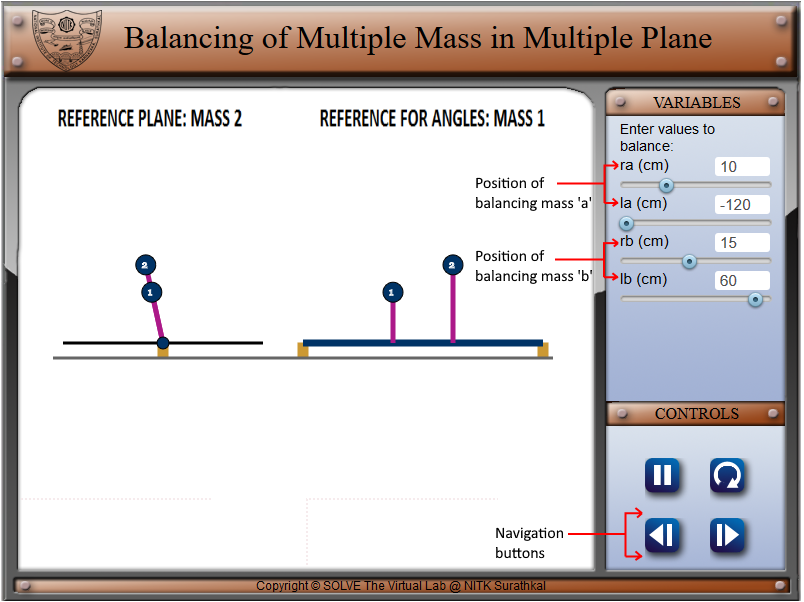 Balancing of Multiple Mass in Multiple Plane
REFERENCE PLANE: MASS 2
REFERENCE FOR ANGLES: MASS 1
2
1
1
2
Position of
balancing mass 'a'
Position of
balancing mass 'b'
VARIABLES
Enter values to
balance:
ra (cm) 10
la (cm) -120
rb (cm) 15
lb (cm) 60
CONTROLS
Navigation
buttons
Copyright © SOLVE The Virtual Lab @ NITK Surathkal